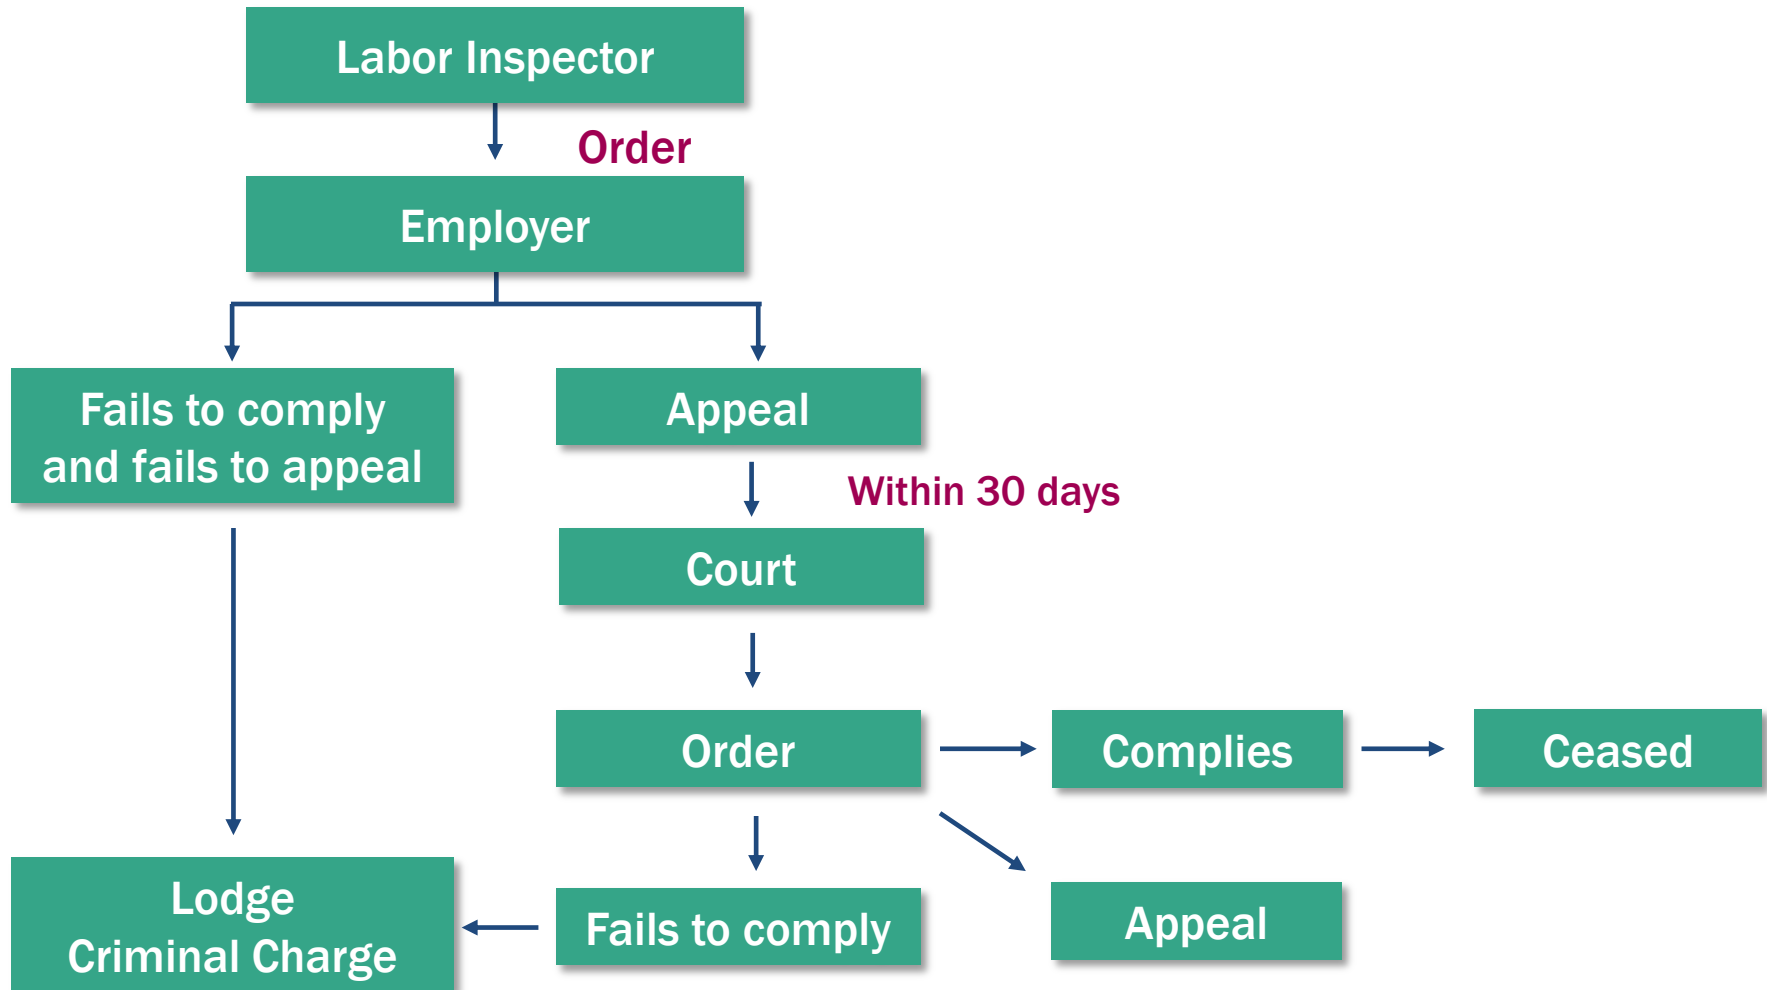 Labor Inspector
Order
Employer
Fails to comply
and fails to appeal
Appeal
Within 30 days
Court
Order
Complies
Ceased
Lodge
Criminal Charge
Fails to comply
Appeal